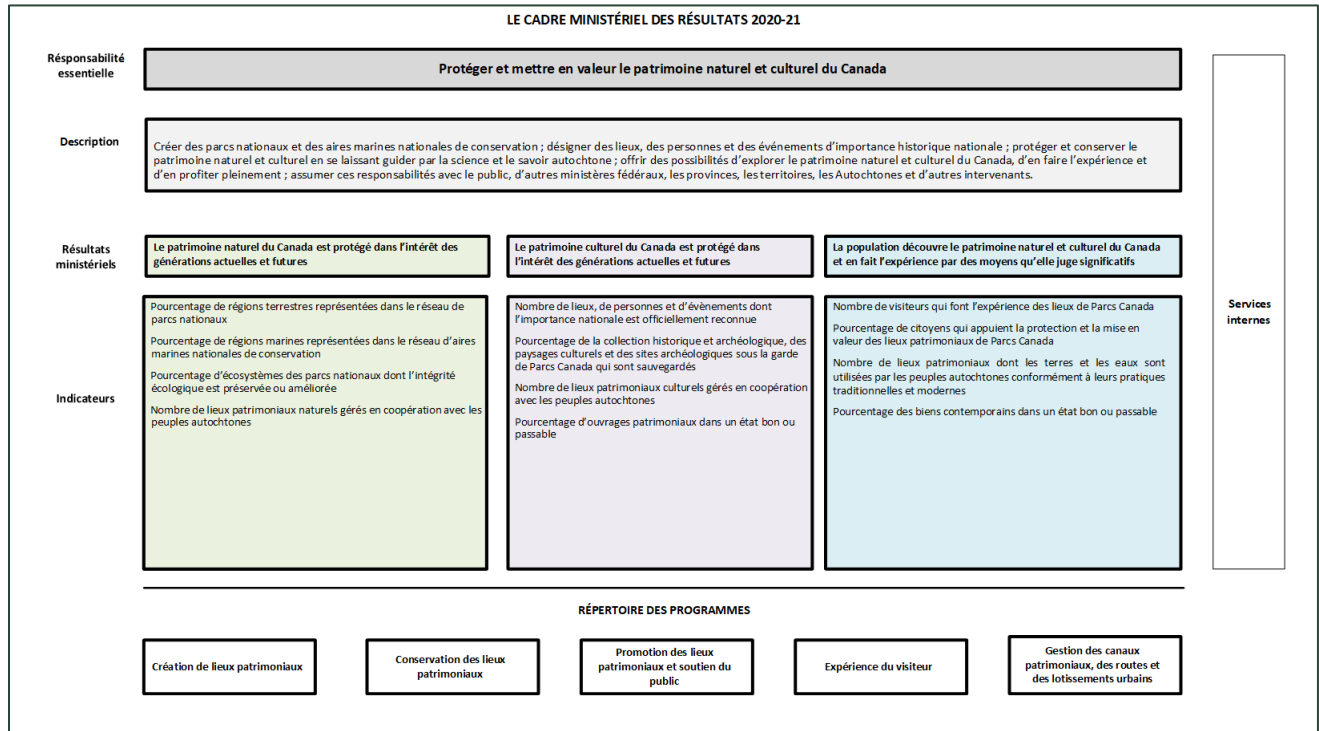 LE CADRE MINISTÉRIEL DES RÉSULTATS 2020-21
Résponsabilité
essentielle
Protéger et mettre en valeur le patrimoine naturel et culturel du Canada
Description
Créer des parcs nationaux et des aires marines nationales de conservation ; désigner des lieux, des personnes et des événements d’importance historique nationale ; protéger et conserver le
patrimoine naturel et culturel en se laissant guider par la science et le savoir autochtone ; offrir des possibilités d’explorer le patrimoine naturel et culturel du Canada, d’en faire l’expérience et
d’en profiter pleinement ; assumer ces responsabilités avec le public, d’autres ministères fédéraux, les provinces, les territoires, les Autochtones et d’autres intervenants.
Résultats
ministériels
Le patrimoine naturel du Canada est protégé dans l’intérêt des
générations actuelles et futures
Le patrimoine culturel du Canada est protégé dans
l’intérêt des générations actuelles et futures
La population découvre le patrimoine naturel et culturel du Canada
et en fait l’expérience par des moyens qu’elle juge significatifs
Indicateurs
Pourcentage de régions terrestres représentées dans le réseau de
parcs nationaux
Pourcentage de régions marines représentées dans le réseau d’aires
marines nationales de conservation
Pourcentage d’écosystèmes des parcs nationaux dont l’intégrité
écologique est préservée ou améliorée
Nombre de lieux patrimoniaux naturels gérés en coopération avec les
peuples autochtones
Nombre de lieux, de personnes et d’évènements dont
l’importance nationale est officiellement reconnue
Pourcentage de la collection historique et archéologique, des
paysages culturels et des sites archéologiques sous la garde
de Parcs Canada qui sont sauvegardés
Nombre de lieux patrimoniaux culturels gérés en coopération
avec les peuples autochtones
Pourcentage d’ouvrages patrimoniaux dans un état bon ou
passable
Nombre de visiteurs qui font l’expérience des lieux de Parcs Canada
Pourcentage de citoyens qui appuient la protection et la mise en
valeur des lieux patrimoniaux de Parcs Canada
Nombre de lieux patrimoniaux dont les terres et les eaux sont
utilisées par les peuples autochtones conformément à leurs pratiques
traditionnelles et modernes
Pourcentage des biens contemporains dans un état bon ou passable
Services
internes
RÉPERTOIRE DES PROGRAMMES
Création de lieux patrimoniaux
Conservation des lieux
patrimoniaux
Promotion des lieux
patrimoniaux et soutien du
public
Expérience du visiteur
Gestion des canaux
patrimoniaux, des routes et
des lotissements urbains